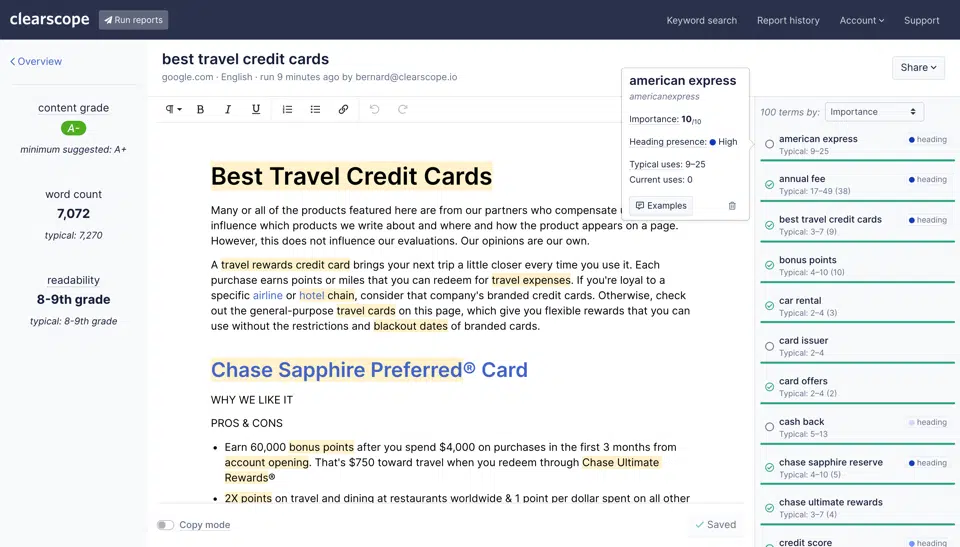 clearscope
Run reports
Keyword search
Report history
Account
Support
Overview
content grade
A-
minimum suggested: A+
word count
7,072
typical: 7,270
readability
8-9th grade
typical: 8-9th grade
best travel credit cards
google.com · English · run 9 minutes ago by bernard@clearscope.io
Share
B I U
Best Travel Credit Cards
Many or all of the products featured here are from our partners who compensate
influence which products we write about and where and how the product appears on a page.
However, this does not influence our evaluations. Our opinions are our own.
A travel rewards credit card brings your next trip a little closer every time you use it. Each
purchase earns points or miles that you can redeem for travel expenses. If you're loyal to a
specific airline or hotel chain, consider that company's branded credit cards. Otherwise, check
out the general-purpose travel cards on this page, which give you flexible rewards that you can
use without the restrictions and blackout dates of branded cards.
Chase Sapphire Preferred® Card
WHY WE LIKE IT
PROS & CONS
• Earn 60,000 bonus points after you spend $4,000 on purchases in the first 3 months from
account opening. That's $750 toward travel when you redeem through Chase Ultimate
Rewards®
• 2X points on travel and dining at restaurants worldwide & 1 point per dollar spent on all other
Copy mode
Saved
american express
americanexpress
Importance: 10/10
Heading presence: High
Typical uses: 9–25
Current uses: 0
Examples
100 terms by: Importance
american express heading
Typical: 9–25
annual fee heading
Typical: 17–49 (38)
best travel credit cards heading
Typical: 3–7 (9)
bonus points
Typical: 4–10 (10)
car rental
Typical: 2–4 (3)
card issuer
Typical: 2–4
card offers
Typical: 2–4 (2)
cash back heading
Typical: 5–13
chase sapphire reserve heading
Typical: 4–10 (5)
chase ultimate rewards
Typical: 3–7 (4)
credit score heading